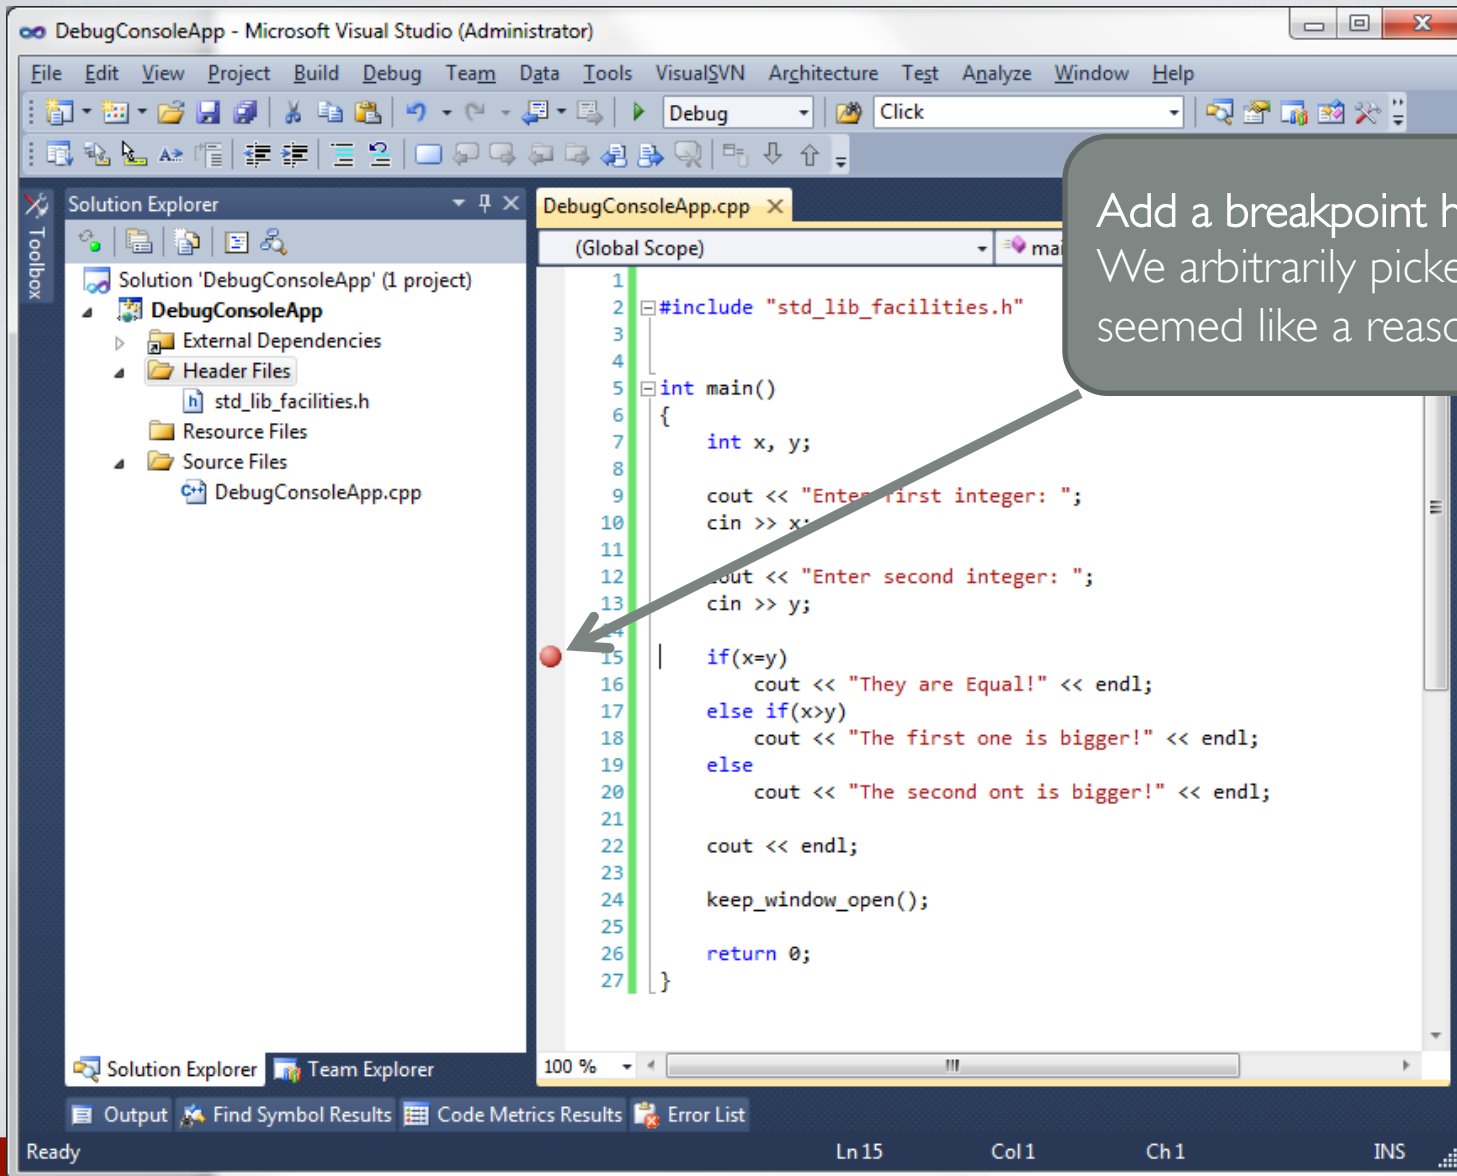 DebugConsoleApp - Microsoft Visual Studio (Administrator)
File Edit View Project Build Debug Team Data Tools VisualSVN Architecture Test Analyze Window Help
Debug Click
Toolbox
Solution Explorer
Solution 'DebugConsoleApp' (1 project)
DebugConsoleApp
External Dependencies
Header Files
std_lib_facilities.h
Resource Files
Source Files
DebugConsoleApp.cpp
Solution Explorer Team Explorer
DebugConsoleApp.cpp
(Global Scope) mai
Add a breakpoint h
We arbitrarily picke
seemed like a reaso
1
2 #include "std_lib_facilities.h"
3
4
5 int main()
6 {
7 int x, y;
8
9 cout << "Enter first integer: ";
10 cin >> x;
11
12 cout << "Enter second integer: ";
13 cin >> y;
14
15 if(x=y)
16 cout << "They are Equal!" << endl;
17 else if(x>y)
18 cout << "The first one is bigger!" << endl;
19 else
20 cout << "The second ont is bigger!" << endl;
21
22 cout << endl;
23
24 keep_window_open();
25
26 return 0;
27 }
100 %
Output Find Symbol Results Code Metrics Results Error List
Ready Ln 15 Col 1 Ch 1 INS